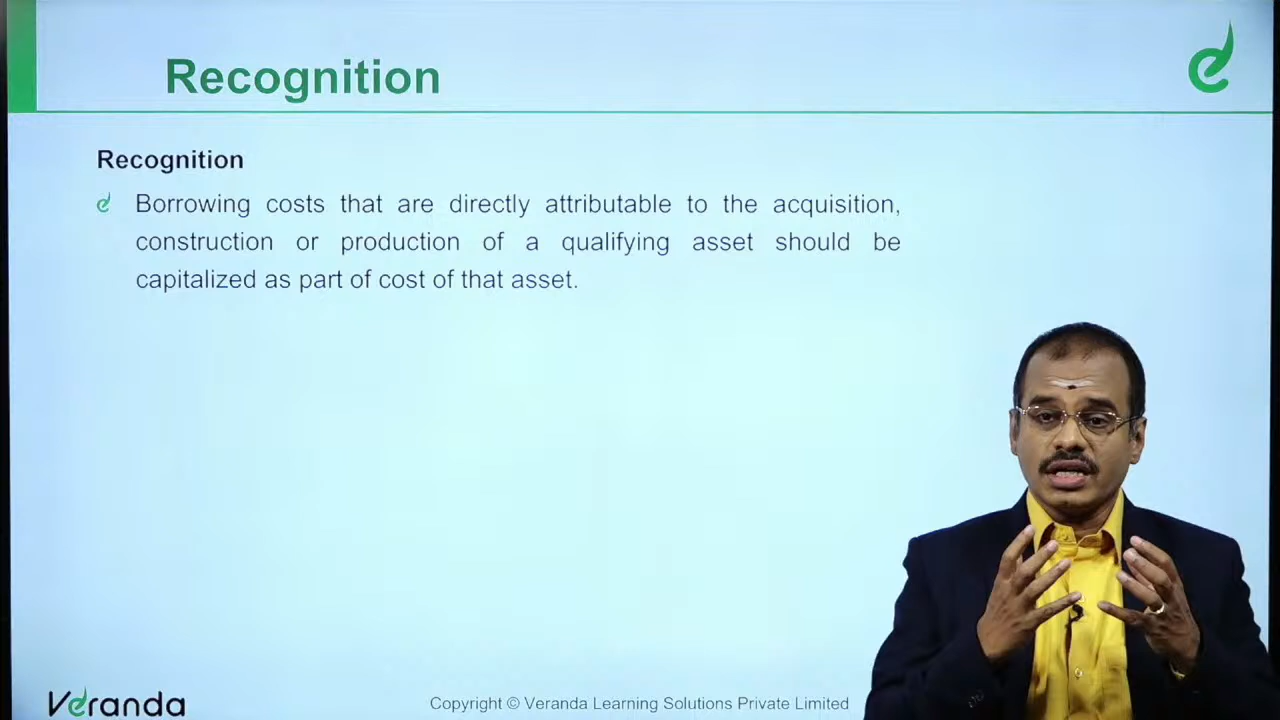 Recognition
Recognition
Borrowing costs that are directly attributable to the acquisition,
construction or production of a qualifying asset should be
capitalized as part of cost of that asset.
Veranda
Copyright © Veranda Learning Solutions Private Limited